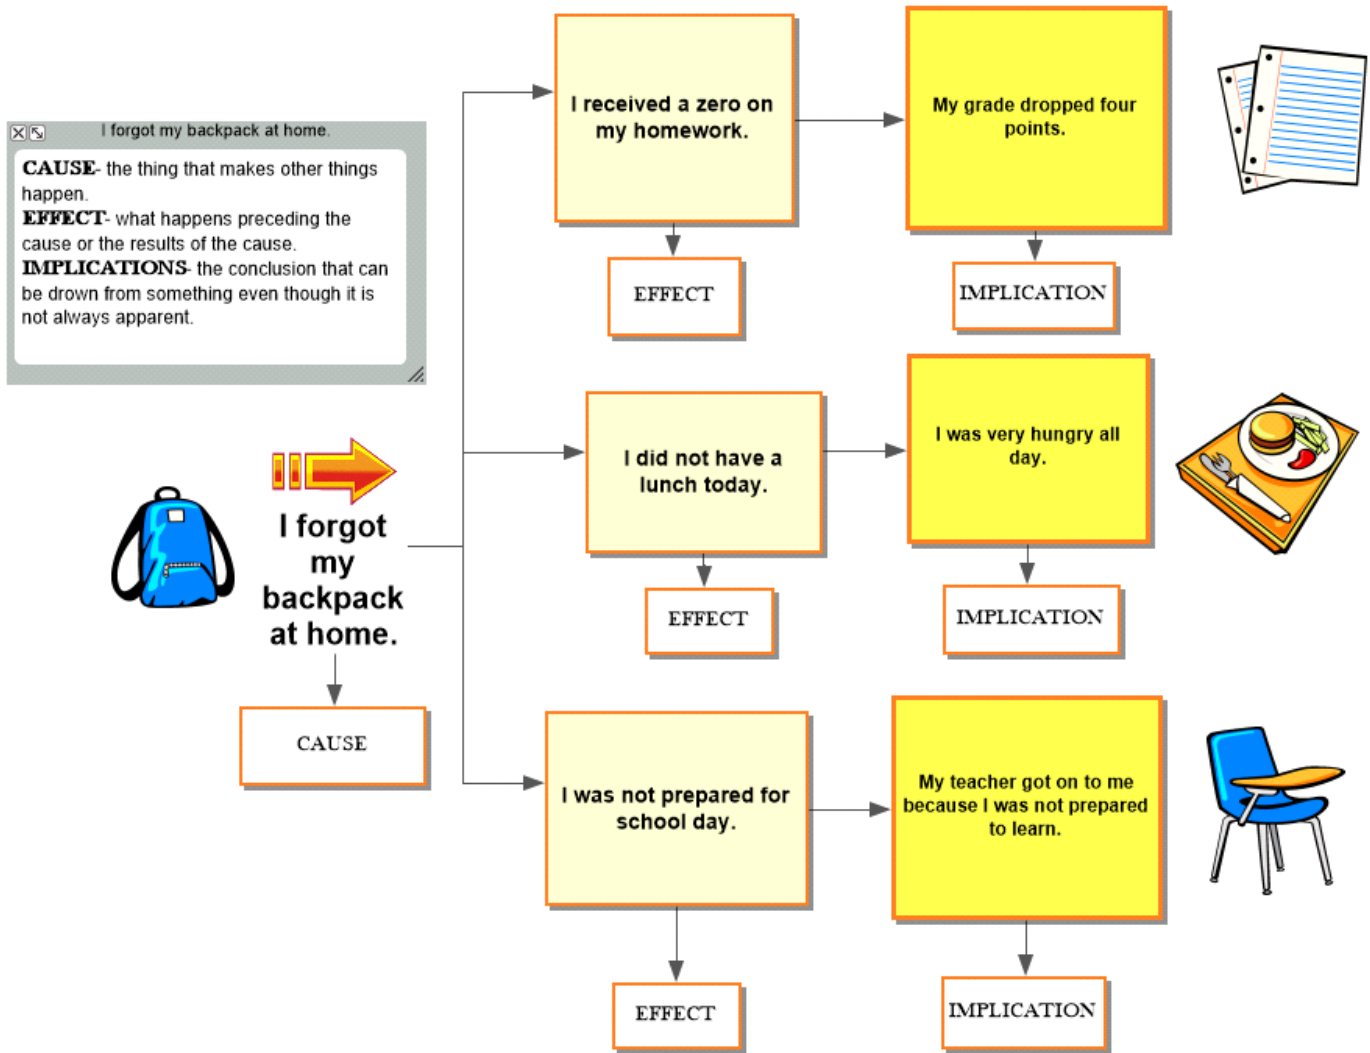 I forgot my backpack at home.
CAUSE- the thing that makes other things
happen.
EFFECT- what happens preceding the
cause or the results of the cause.
IMPLICATIONS- the conclusion that can
be drown from something even though it is
not always apparent.
I forgot
my
backpack
at home.
CAUSE
I received a zero on
my homework.
EFFECT
My grade dropped four
points.
IMPLICATION
I did not have a
lunch today.
EFFECT
I was very hungry all
day.
IMPLICATION
I was not prepared for
school day.
EFFECT
My teacher got on to me
because I was not prepared
to learn.
IMPLICATION